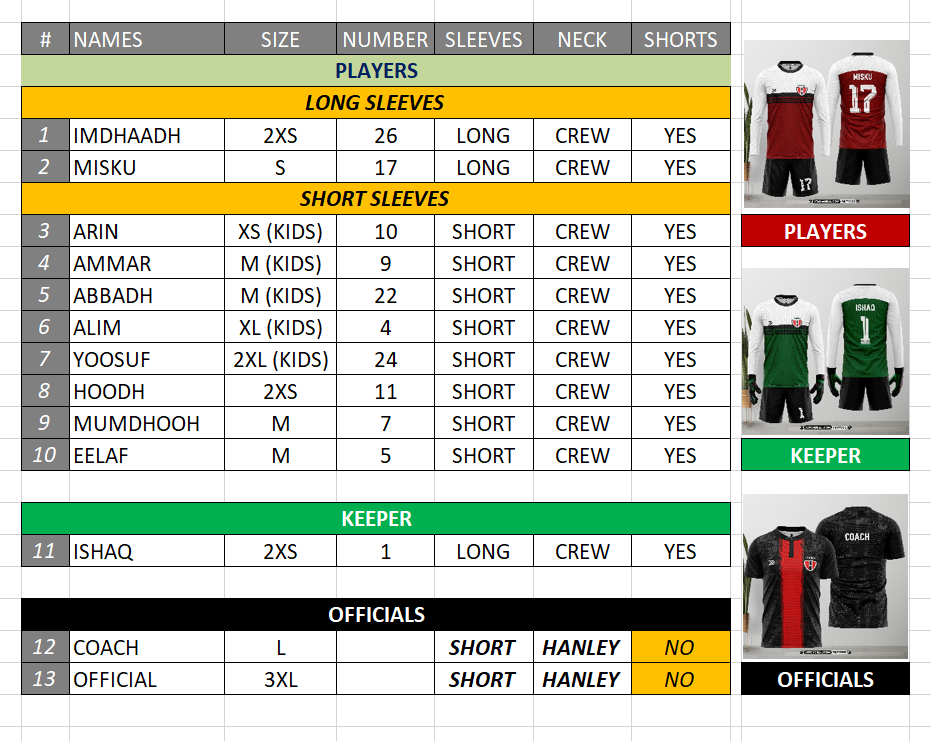 # NAMES SIZE NUMBER SLEEVES NECK SHORTS
PLAYERS
LONG SLEEVES
1 IMDHAADH 2XS 26 LONG CREW YES
2 MISKU S 17 LONG CREW YES
SHORT SLEEVES
3 ARIN XS (KIDS) 10 SHORT CREW YES
4 AMMAR M (KIDS) 9 SHORT CREW YES
5 ABBADH M (KIDS) 22 SHORT CREW YES
6 ALIM XL (KIDS) 4 SHORT CREW YES
7 YOOSUF 2XL (KIDS) 24 SHORT CREW YES
8 HOODH 2XS 11 SHORT CREW YES
9 MUMDHOOH M 7 SHORT CREW YES
10 EELAF M 5 SHORT CREW YES
KEEPER
11 ISHAQ 2XS 1 LONG CREW YES
OFFICIALS
12 COACH L SHORT HANLEY NO
13 OFFICIAL 3XL SHORT HANLEY NO
MISKU
17
17
PLAYERS
ISHAQ
1
1
KEEPER
COACH
OFFICIALS